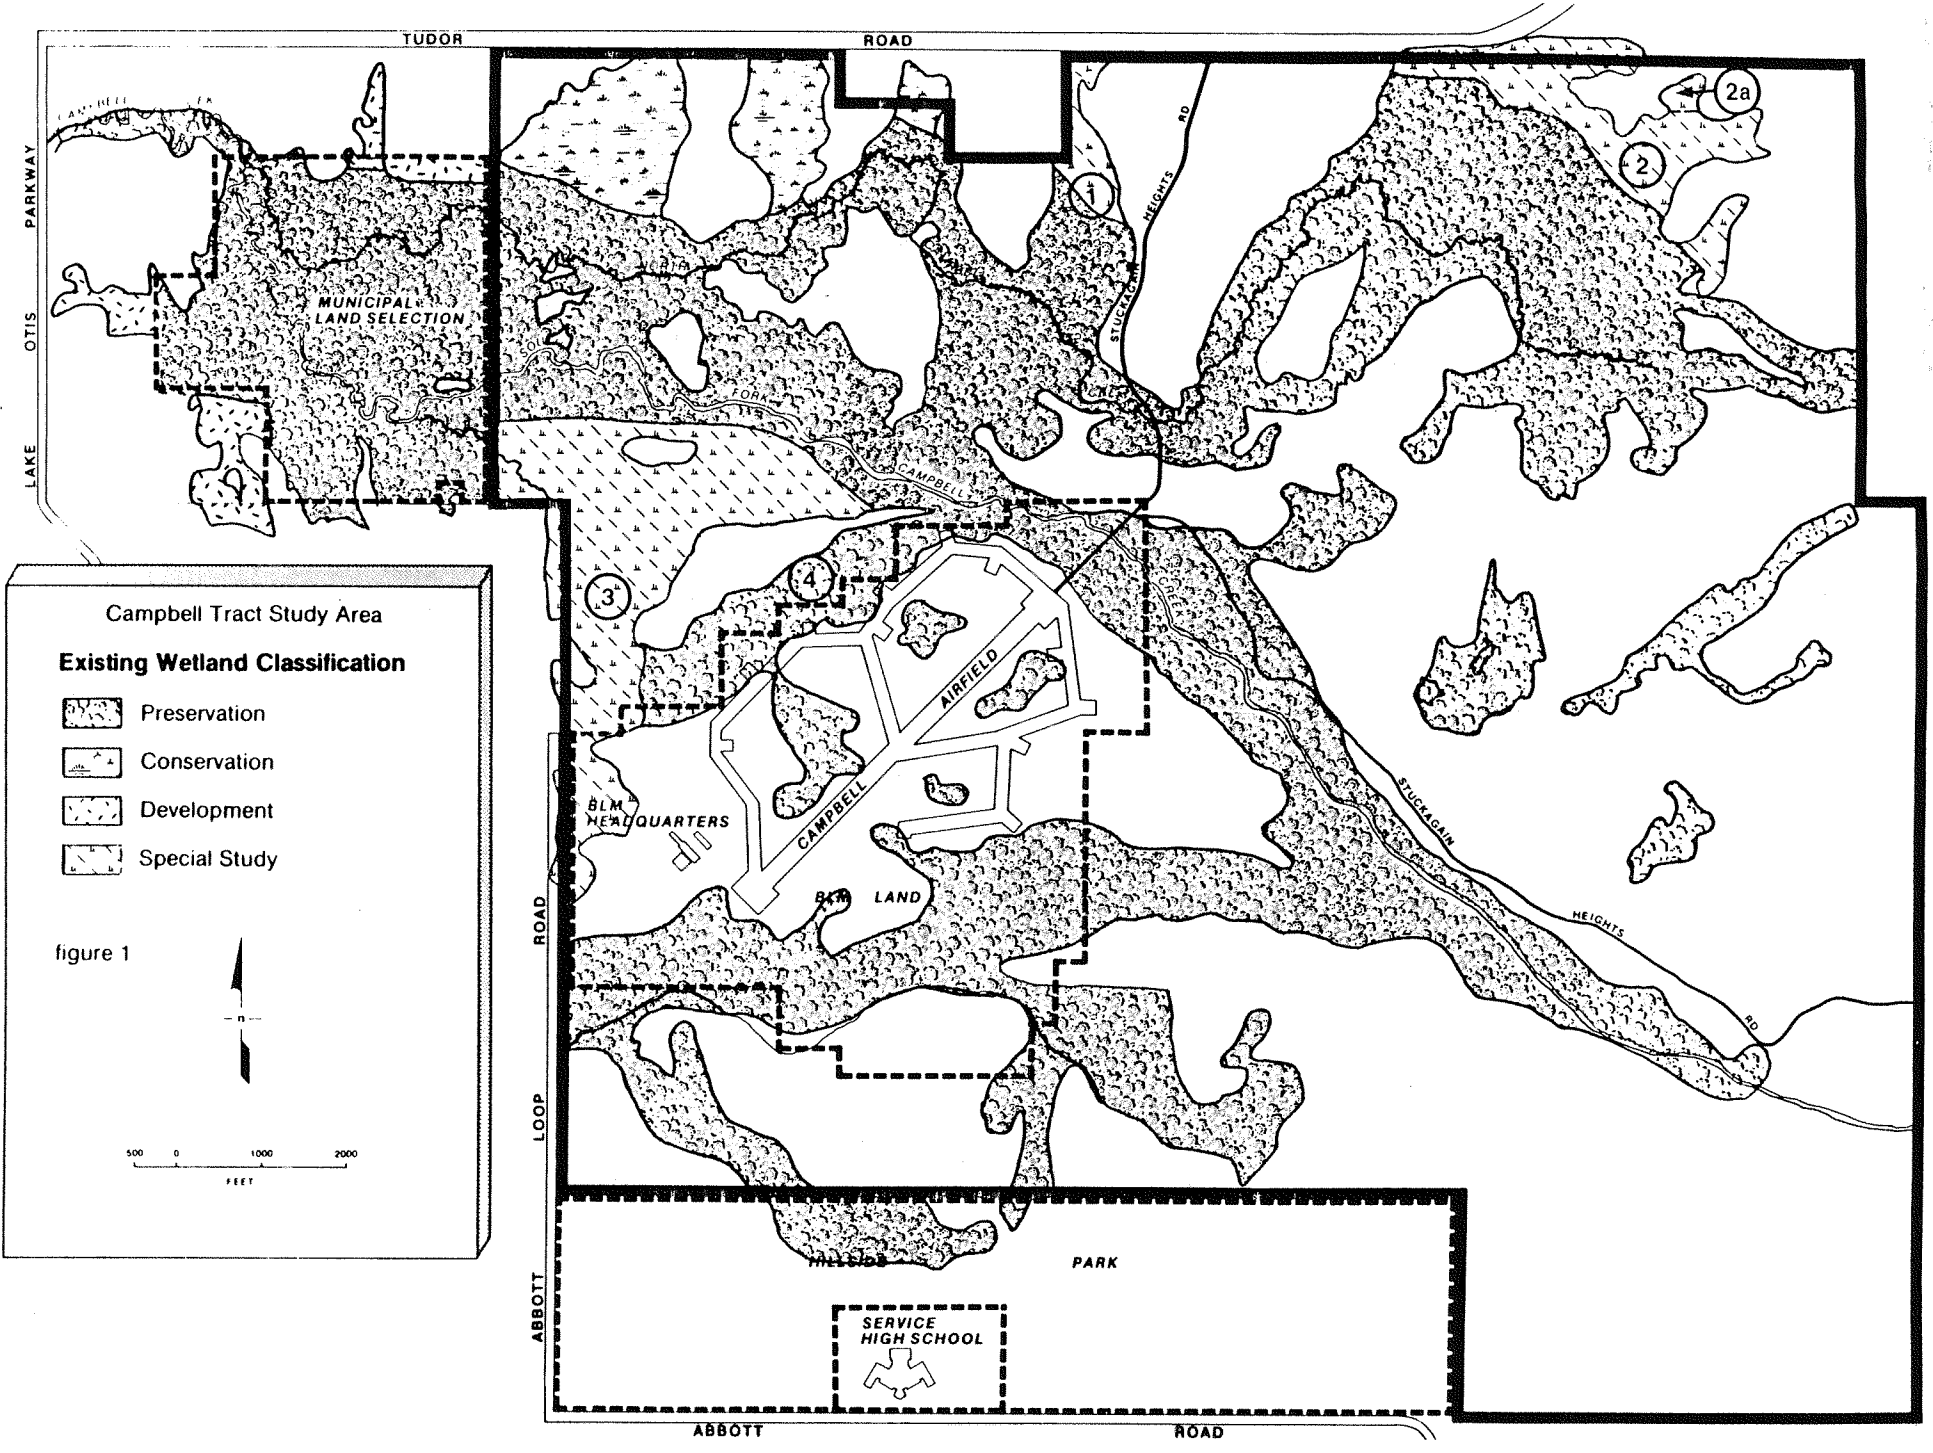 TUDOR ROAD
2a
2
1
RD
HEIGHTS
STUCKAGAIN
LAKE OTIS PARKWAY
MUNICIPAL
LAND SELECTION
FORK
CAMPBELL
CREEK
3
4
AIRFIELD
CAMPBELL
BLM
HEADQUARTERS
BLM LAND
STUCKAGAIN
HEIGHTS
RD
Campbell Tract Study Area
Existing Wetland Classification
Preservation
Conservation
Development
Special Study
figure 1
n
500 0 1000 2000
FEET
ABBOTT LOOP ROAD
HILLSIDE PARK
SERVICE
HIGH SCHOOL
ABBOTT ROAD